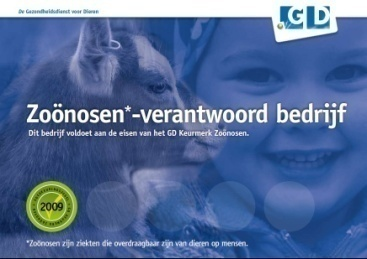 De Gezondheidsdienst voor Dieren
GD
Zoönosen*-verantwoord bedrijf
Dit bedrijf voldoet aan de eisen van het GD Keurmerk Zoönosen.
2009
*Zoönosen zijn ziekten die overdraagbaar zijn van dieren op mensen.